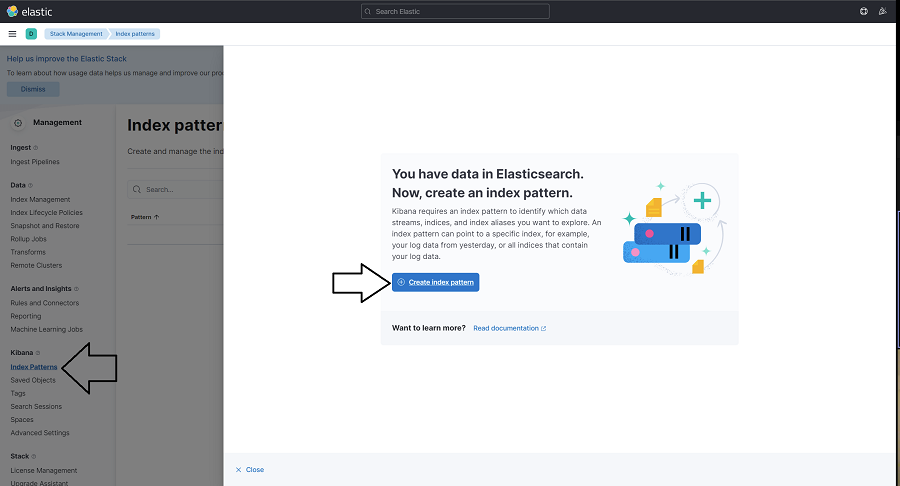 elastic
Search Elastic
D
Stack Management
Index patterns
Help us improve the Elastic Stack
To learn about how usage data helps us manage and improve our pro
Dismiss
Management
Ingest
Ingest Pipelines
Data
Index Management
Index Lifecycle Policies
Snapshot and Restore
Rollup Jobs
Transforms
Remote Clusters
Alerts and Insights
Rules and Connectors
Reporting
Machine Learning Jobs
Kibana
Index Patterns
Saved Objects
Tags
Search Sessions
Spaces
Advanced Settings
Stack
License Management
Upgrade Assistant
Index patter
Create and manage the ind
Search...
Pattern
You have data in Elasticsearch.
Now, create an index pattern.
Kibana requires an index pattern to identify which data
streams, indices, and index aliases you want to explore. An
index pattern can point to a specific index, for example,
your log data from yesterday, or all indices that contain
your log data.
Create index pattern
Want to learn more? Read documentation
Close